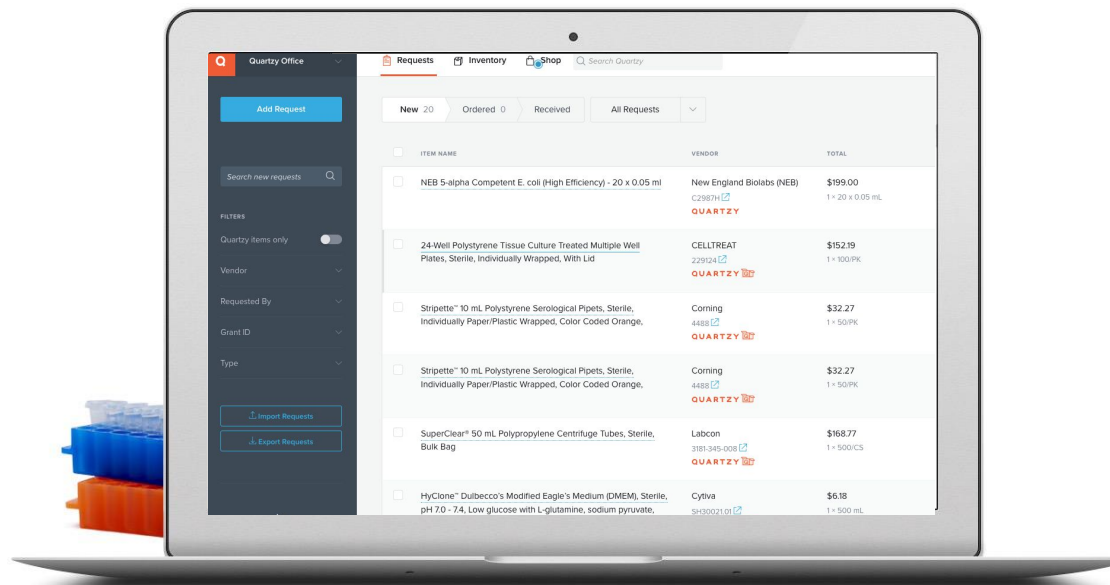 Q Quartzy Office
Requests Inventory Shop Search Quartzy
Add Request
New 20 Ordered 0 Received All Requests
ITEM NAME VENDOR TOTAL
Search new requests
FILTERS
Quartzy items only
Vendor
Requested By
Grant ID
Type
Import Requests
Export Requests
NEB 5-alpha Competent E. coli (High Efficiency) - 20 x 0.05 ml New England Biolabs (NEB) $199.00
C2987H 1 × 20 x 0.05 mL
QUARTZY
24-Well Polystyrene Tissue Culture Treated Multiple Well CELLTREAT $152.19
Plates, Sterile, Individually Wrapped, With Lid 229124 1 × 100/PK
QUARTZY
Stripette™ 10 mL Polystyrene Serological Pipets, Sterile, Corning $32.27
Individually Paper/Plastic Wrapped, Color Coded Orange, 4488 1 × 50/PK
QUARTZY
Stripette™ 10 mL Polystyrene Serological Pipets, Sterile, Corning $32.27
Individually Paper/Plastic Wrapped, Color Coded Orange, 4488 1 × 50/PK
QUARTZY
SuperClear® 50 mL Polypropylene Centrifuge Tubes, Sterile, Labcon $168.77
Bulk Bag 3181-345-008 1 × 500/CS
QUARTZY
HyClone™ Dulbecco's Modified Eagle's Medium (DMEM), Sterile, Cytiva $6.18
pH 7.0 - 7.4, Low glucose with L-glutamine, sodium pyruvate, SH30021.01 1 × 500 mL